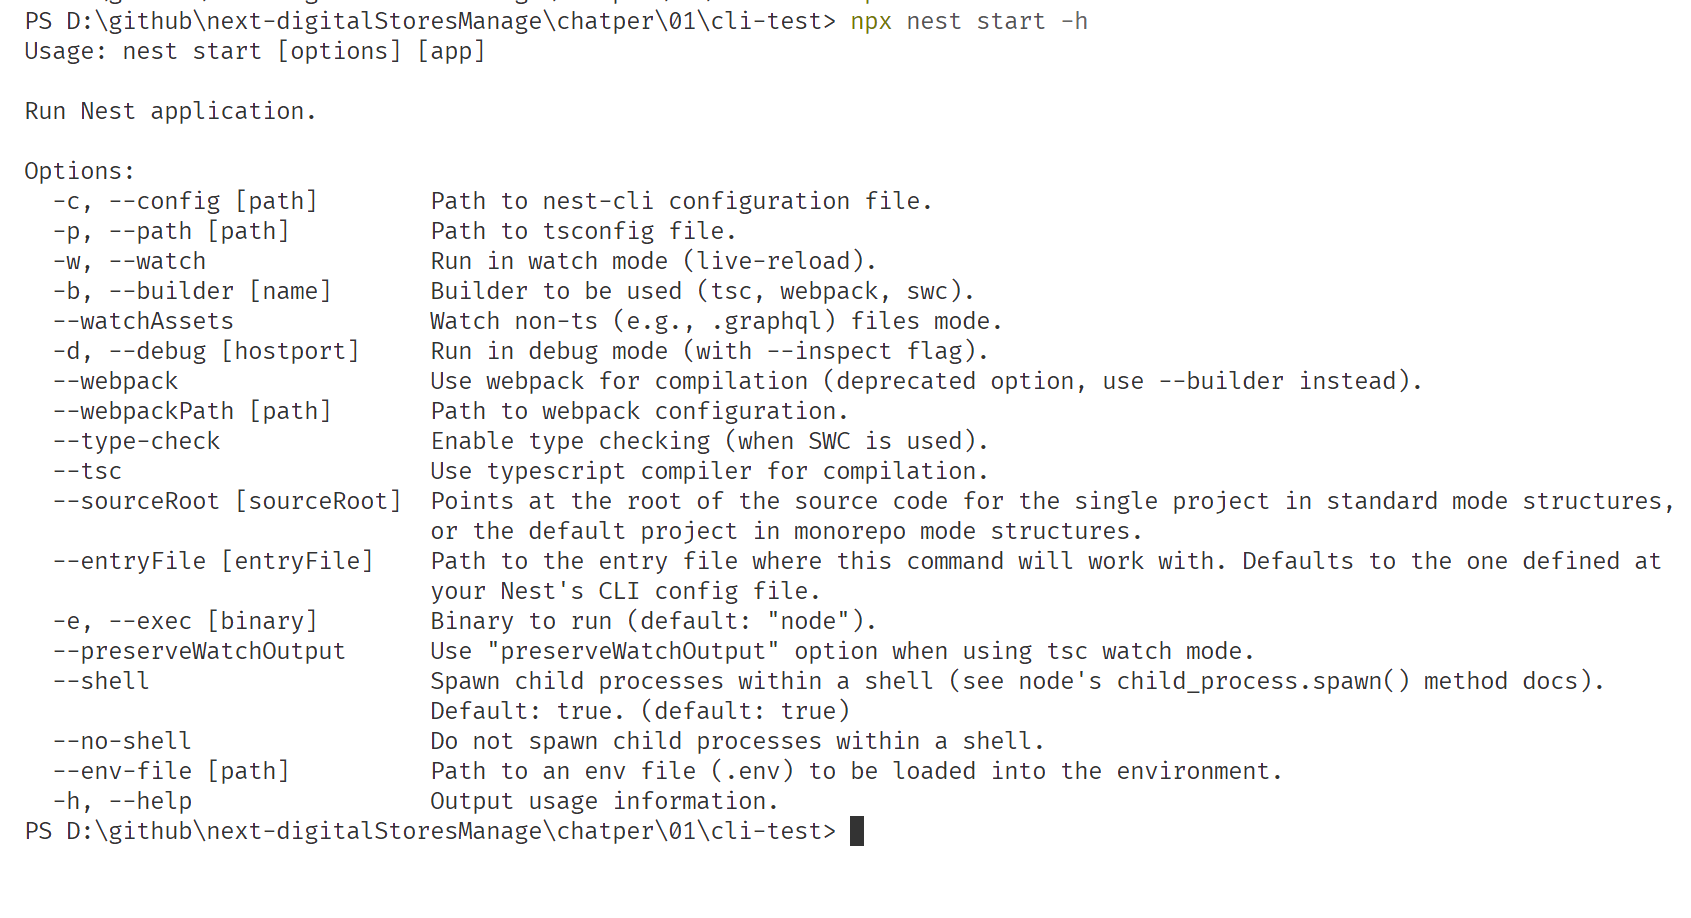 PS D:\github\next-digitalStoresManage\chatper\01\cli-test> npx nest start -h
Usage: nest start [options] [app]

Run Nest application.

Options:
  -c, --config [path]        Path to nest-cli configuration file.
  -p, --path [path]          Path to tsconfig file.
  -w, --watch                Run in watch mode (live-reload).
  -b, --builder [name]       Builder to be used (tsc, webpack, swc).
  --watchAssets              Watch non-ts (e.g., .graphql) files mode.
  -d, --debug [hostport]     Run in debug mode (with --inspect flag).
  --webpack                  Use webpack for compilation (deprecated option, use --builder instead).
  --webpackPath [path]       Path to webpack configuration.
  --type-check               Enable type checking (when SWC is used).
  --tsc                      Use typescript compiler for compilation.
  --sourceRoot [sourceRoot]  Points at the root of the source code for the single project in standard mode structures,
                             or the default project in monorepo mode structures.
  --entryFile [entryFile]    Path to the entry file where this command will work with. Defaults to the one defined at
                             your Nest's CLI config file.
  -e, --exec [binary]        Binary to run (default: "node").
  --preserveWatchOutput      Use "preserveWatchOutput" option when using tsc watch mode.
  --shell                    Spawn child processes within a shell (see node's child_process.spawn() method docs).
                             Default: true. (default: true)
  --no-shell                 Do not spawn child processes within a shell.
  --env-file [path]          Path to an env file (.env) to be loaded into the environment.
  -h, --help                 Output usage information.
PS D:\github\next-digitalStoresManage\chatper\01\cli-test>